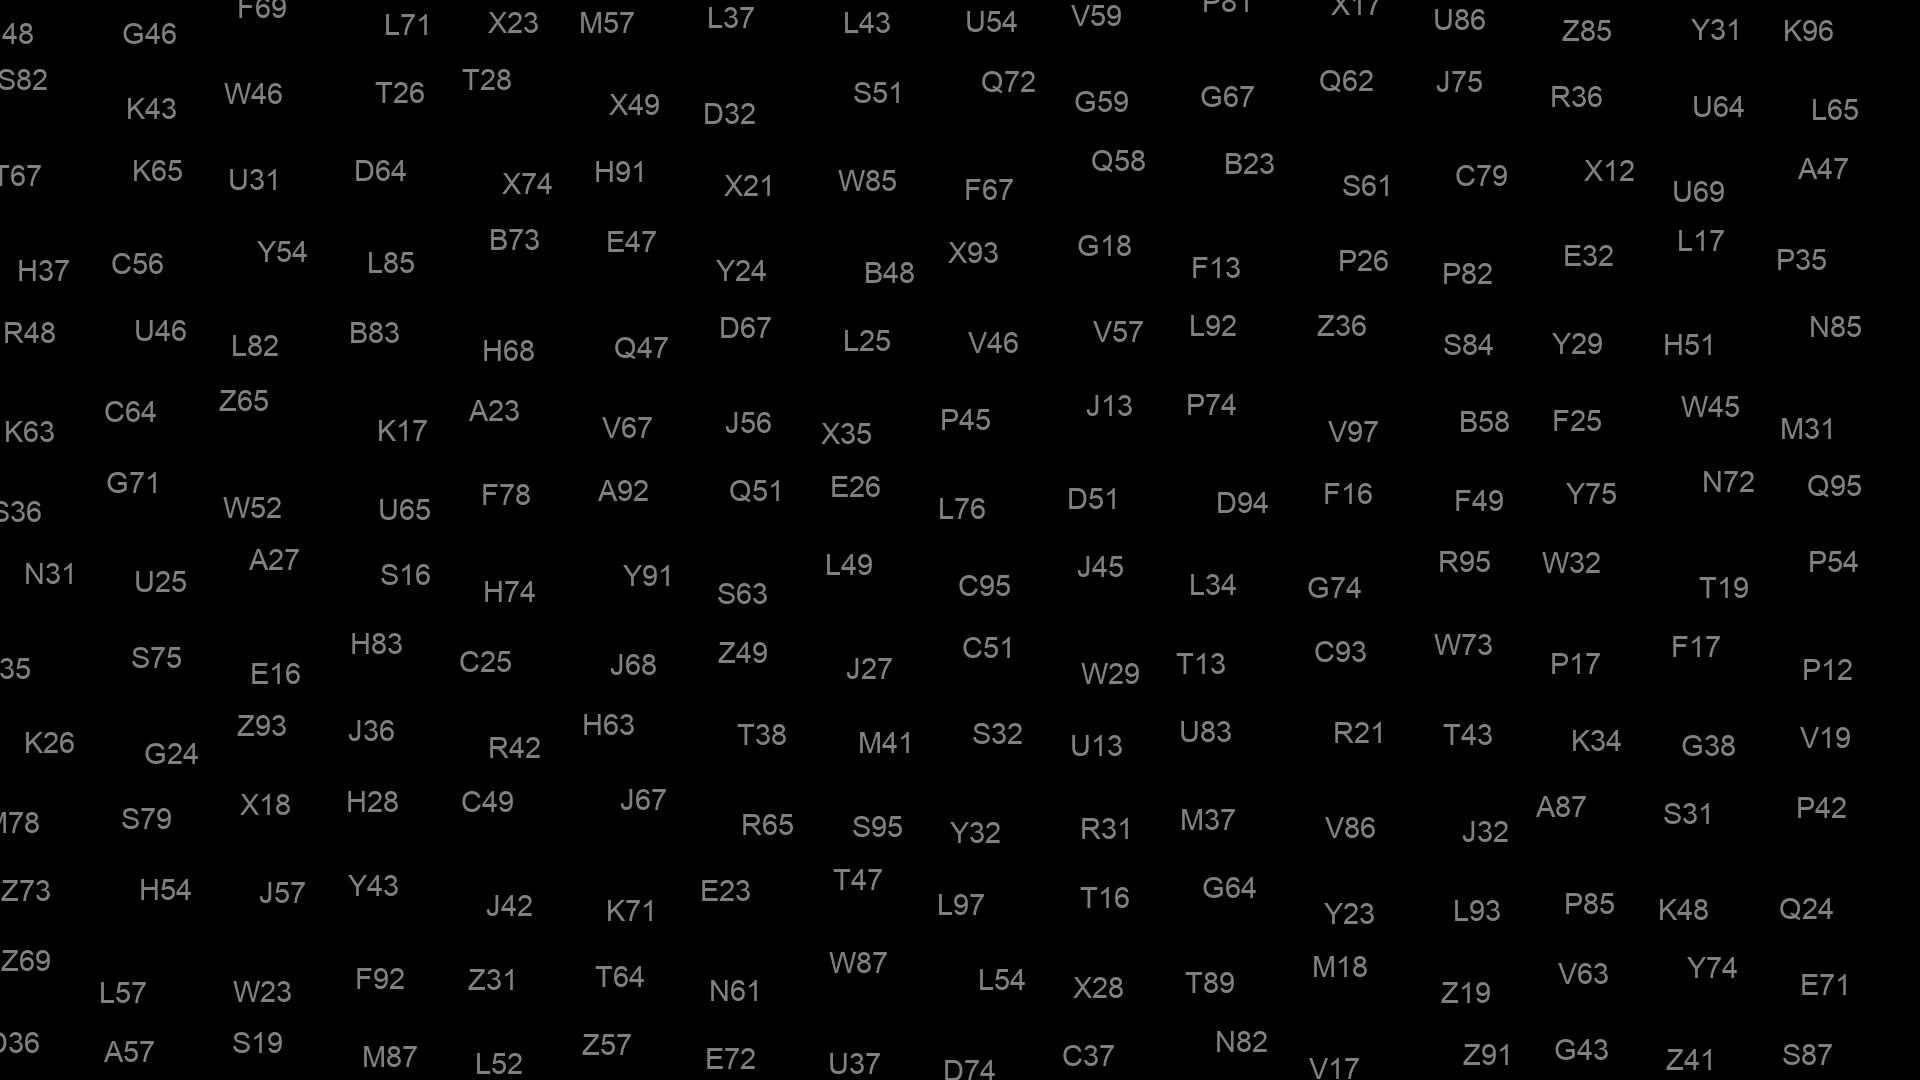 48 G46 F69 L71 X23 M57 L37 L43 U54 V59 P81 X17 U86 Z85 Y31 K96
S82 K43 W46 T26 T28 X49 D32 S51 Q72 G59 G67 Q62 J75 R36 U64 L65
T67 K65 U31 D64 X74 H91 X21 W85 F67 Q58 B23 S61 C79 X12 U69 A47
H37 C56 Y54 L85 B73 E47 Y24 B48 X93 G18 F13 P26 P82 E32 L17 P35
R48 U46 L82 B83 H68 Q47 D67 L25 V46 V57 L92 Z36 S84 Y29 H51 N85
K63 C64 Z65 K17 A23 V67 J56 X35 P45 J13 P74 V97 B58 F25 W45 M31
S36 G71 W52 U65 F78 A92 Q51 E26 L76 D51 D94 F16 F49 Y75 N72 Q95
N31 U25 A27 S16 H74 Y91 S63 L49 C95 J45 L34 G74 R95 W32 T19 P54
35 S75 E16 H83 C25 J68 Z49 J27 C51 W29 T13 C93 W73 P17 F17 P12
K26 G24 Z93 J36 R42 H63 T38 M41 S32 U13 U83 R21 T43 K34 G38 V19
M78 S79 X18 H28 C49 J67 R65 S95 Y32 R31 M37 V86 J32 A87 S31 P42
Z73 H54 J57 Y43 J42 K71 E23 T47 L97 T16 G64 Y23 L93 P85 K48 Q24
Z69 L57 W23 F92 Z31 T64 N61 W87 L54 X28 T89 M18 Z19 V63 Y74 E71
36 A57 S19 M87 L52 Z57 E72 U37 D74 C37 N82 V17 Z91 G43 Z41 S87